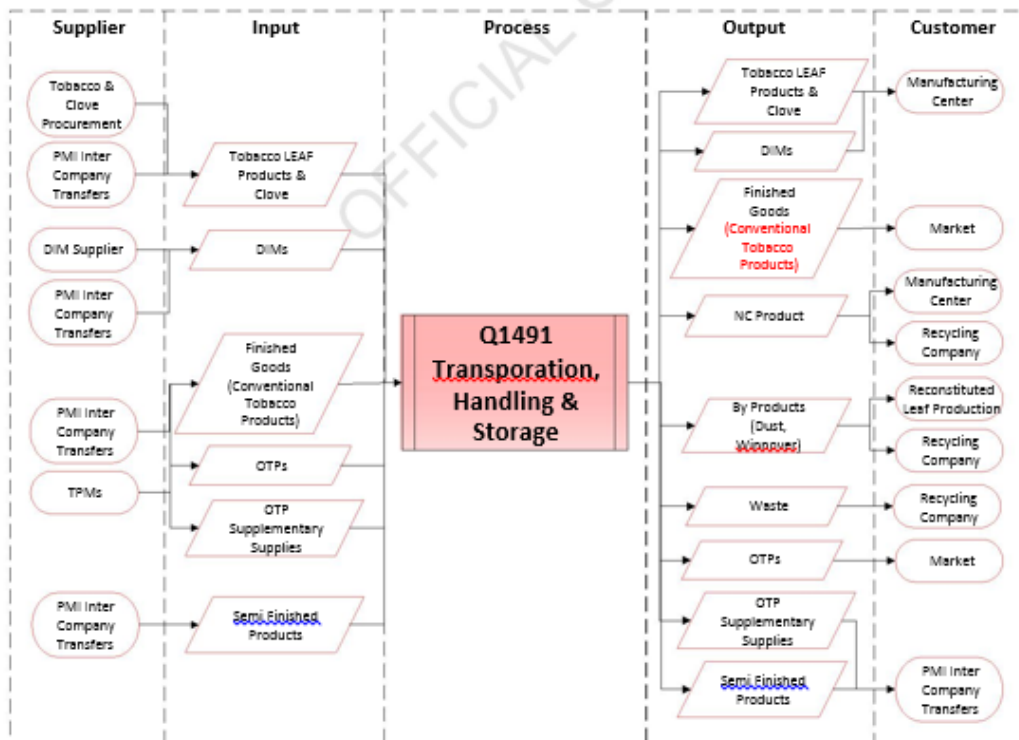 Supplier
Input
Process
Output
Customer
OFFICIAL
Tobacco &
Clove
Procurement
PMI Inter
Company
Transfers
DIM Supplier
PMI Inter
Company
Transfers
PMI Inter
Company
Transfers
TPMs
PMI Inter
Company
Transfers
Tobacco LEAF
Products &
Clove
DIMs
Finished
Goods
(Conventional
Tobacco
Products)
OTPs
OTP
Supplementary
Supplies
Semi Finished
Products
Q1491
Transporation,
Handling &
Storage
Tobacco LEAF
Products &
Clove
DIMs
Finished
Goods
(Conventional
Tobacco
Products)
NC Product
By Products
(Dust,
Winnoves)
Waste
OTPs
OTP
Supplementary
Supplies
Semi Finished
Products
Manufacturing
Center
Market
Manufacturing
Center
Recycling
Company
Reconstituted
Leaf Production
Recycling
Company
Recycling
Company
Market
PMI Inter
Company
Transfers